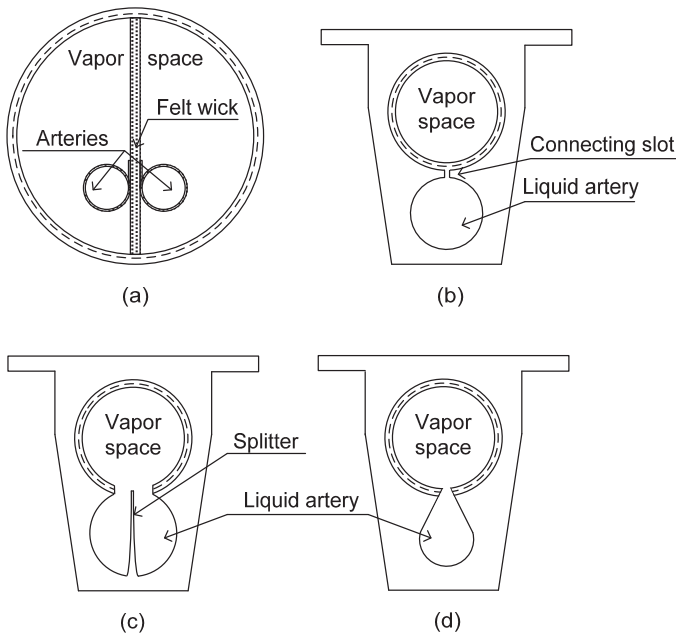 Vapor space
Felt wick
Arteries
(a)
Vapor
space
Connecting slot
Liquid artery
(b)
Vapor
space
Splitter
Liquid artery
(c)
Vapor
space
(d)